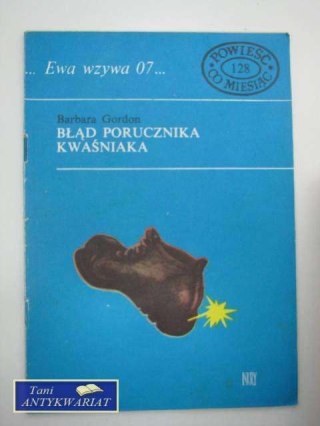 ... Ewa wzywa 07...
POWIEŚĆ
128
CO MIESIĄC
Barbara Gordon
BŁĄD PORUCZNIKA
KWAŚNIAKA
Tani
ANTYKWARIAT